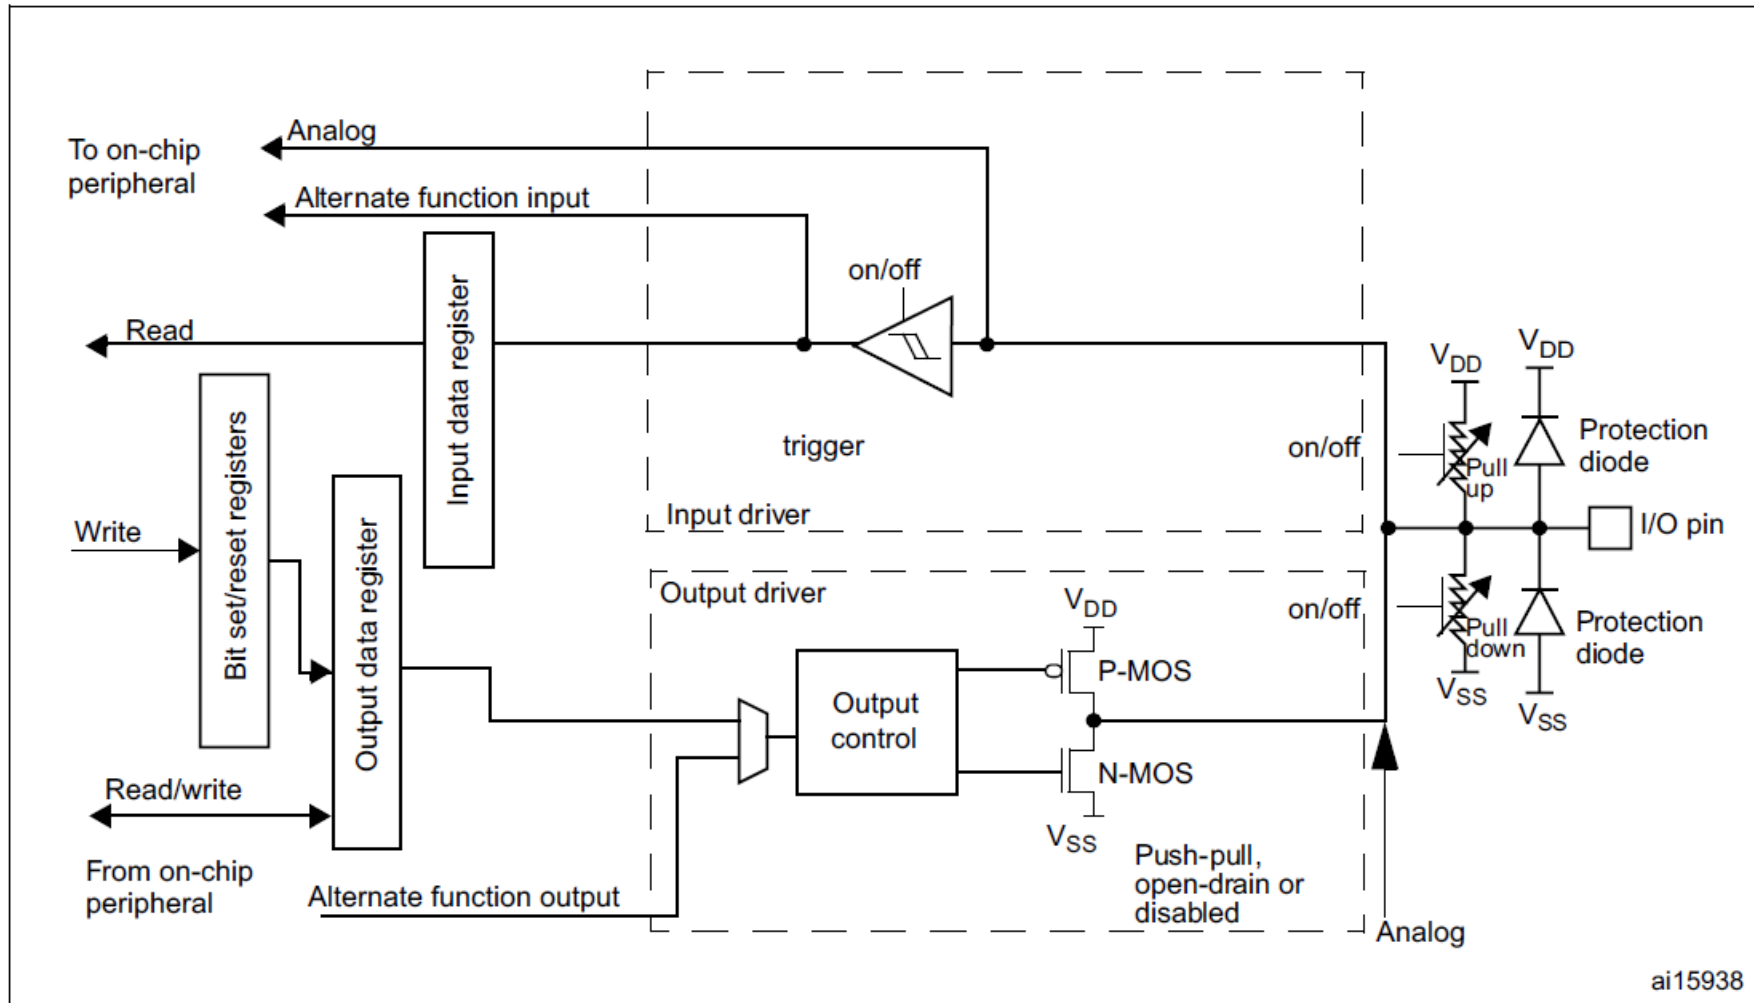 Analog
To on-chip
peripheral
Alternate function input
on/off
Input data register
Read
VDD
VDD
Bit set/reset registers
trigger
on/off
Pull
up
Protection
diode
Input driver
Write
I/O pin
Output data register
Output driver
VDD
on/off
Pull
down
Protection
diode
P-MOS
VSS
VSS
Output
control
N-MOS
Read/write
VSS
Push-pull,
open-drain or
disabled
From on-chip
peripheral
Alternate function output
Analog
ai15938